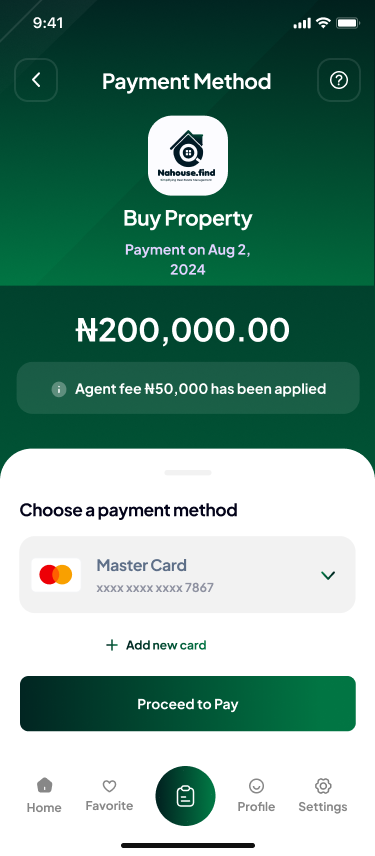 9:41
Payment Method
Nahouse.find
Buy Property
Payment on Aug 2,
2024
₦200,000.00
Agent fee ₦50,000 has been applied
Choose a payment method
Master Card
xxxx xxxx xxxx 7867
Add new card
Proceed to Pay
Home
Favorite
Profile
Settings